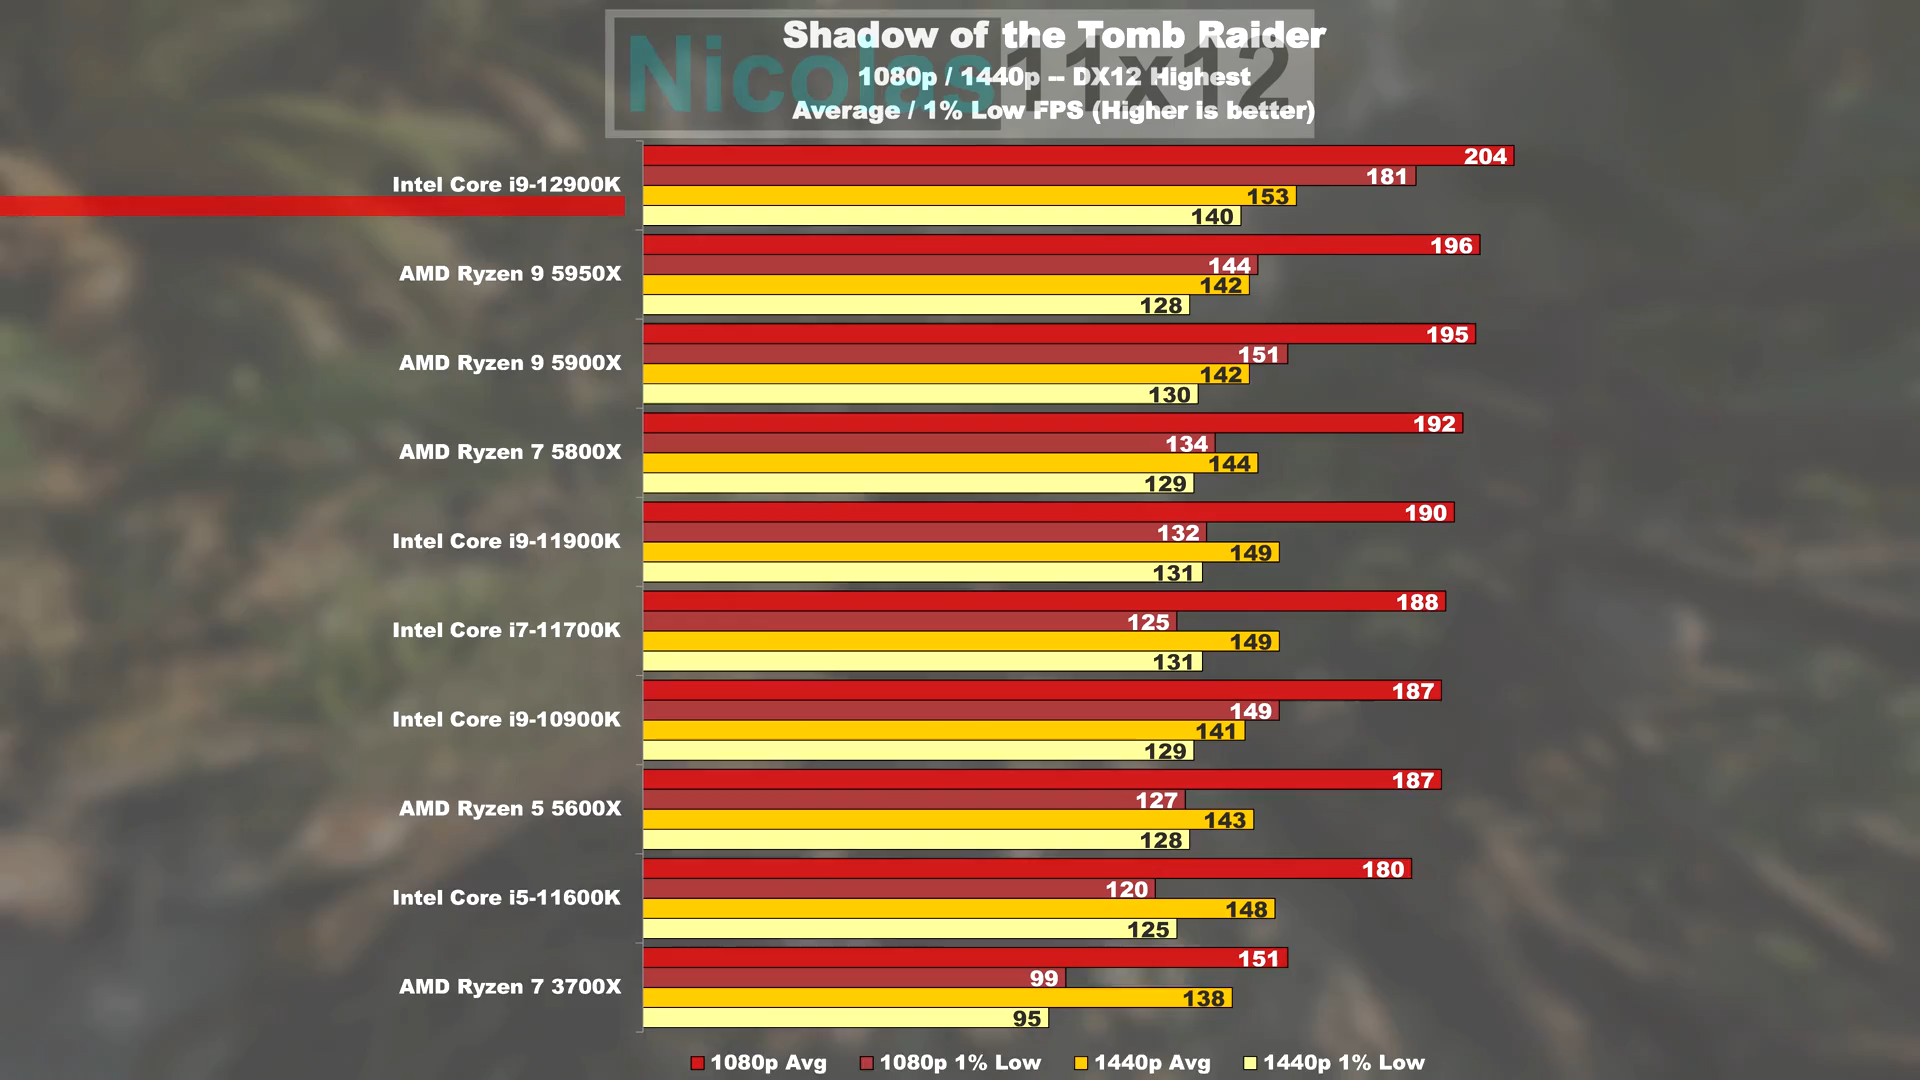 Shadow of the Tomb Raider
Nicolas11x12
1080p / 1440p -- DX12 Highest
Average / 1% Low FPS (Higher is better)
Intel Core i9-12900K
204
181
153
140
AMD Ryzen 9 5950X
196
144
142
128
AMD Ryzen 9 5900X
195
151
142
130
AMD Ryzen 7 5800X
192
134
144
129
Intel Core i9-11900K
190
132
149
131
Intel Core i7-11700K
188
125
149
131
Intel Core i9-10900K
187
149
141
129
AMD Ryzen 5 5600X
187
127
143
128
Intel Core i5-11600K
180
120
148
125
AMD Ryzen 7 3700X
151
99
138
95
1080p Avg 1080p 1% Low 1440p Avg 1440p 1% Low